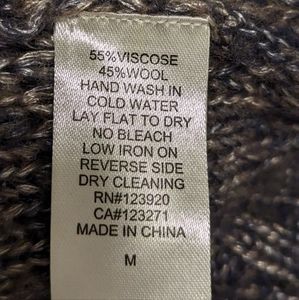 55%VISCOSE
45%WOOL
HAND WASH IN
COLD WATER
LAY FLAT TO DRY
NO BLEACH
LOW IRON ON
REVERSE SIDE
DRY CLEANING
RN#123920
CA#123271
MADE IN CHINA
M